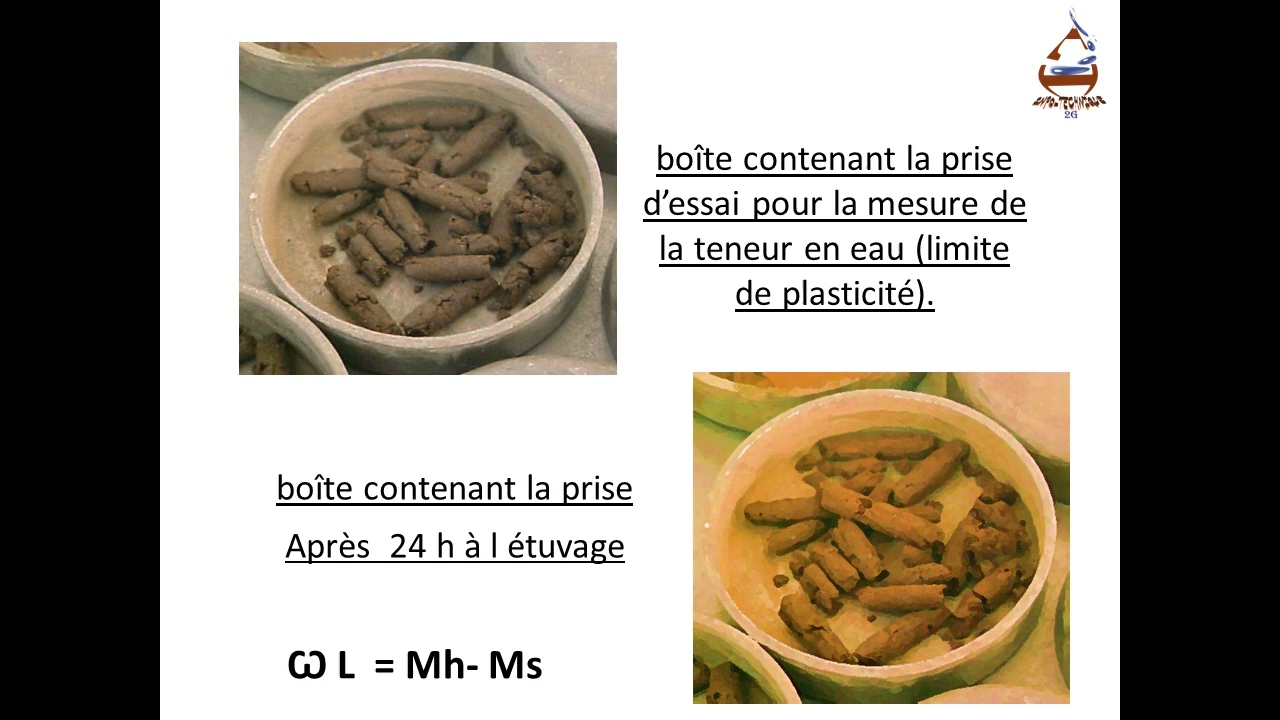 boîte contenant la prise
d’essai pour la mesure de
la teneur en eau (limite
de plasticité).
boîte contenant la prise
Après 24 h à l étuvage
Ѡ L = Mh- Ms
2G